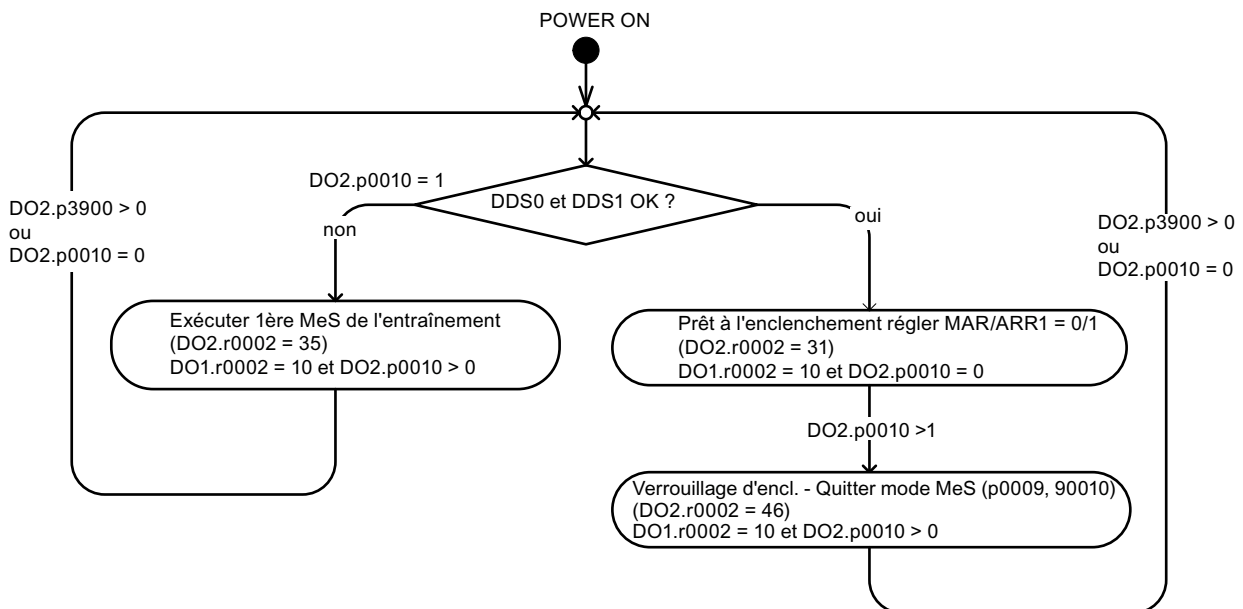 POWER ON
DO2.p0010 = 1
DDS0 et DDS1 OK ?
non
oui
DO2.p3900 > 0
ou
DO2.p0010 = 0
DO2.p3900 > 0
ou
DO2.p0010 = 0
Exécuter 1ère MeS de l'entraînement
(DO2.r0002 = 35)
DO1.r0002 = 10 et DO2.p0010 > 0
Prêt à l'enclenchement régler MAR/ARR1 = 0/1
(DO2.r0002 = 31)
DO1.r0002 = 10 et DO2.p0010 = 0
DO2.p0010 >1
Verrouillage d'encl. - Quitter mode MeS (p0009, 90010)
(DO2.r0002 = 46)
DO1.r0002 = 10 et DO2.p0010 > 0